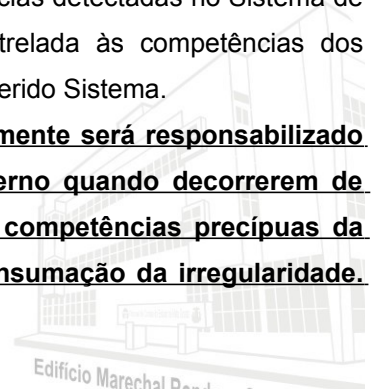 cias detectadas no Sistema de
trelada às competências dos
erido Sistema.
mente será responsabilizado
erno quando decorrerem de
competências precípuas da
nsumação da irregularidade.
Edifício Marechal